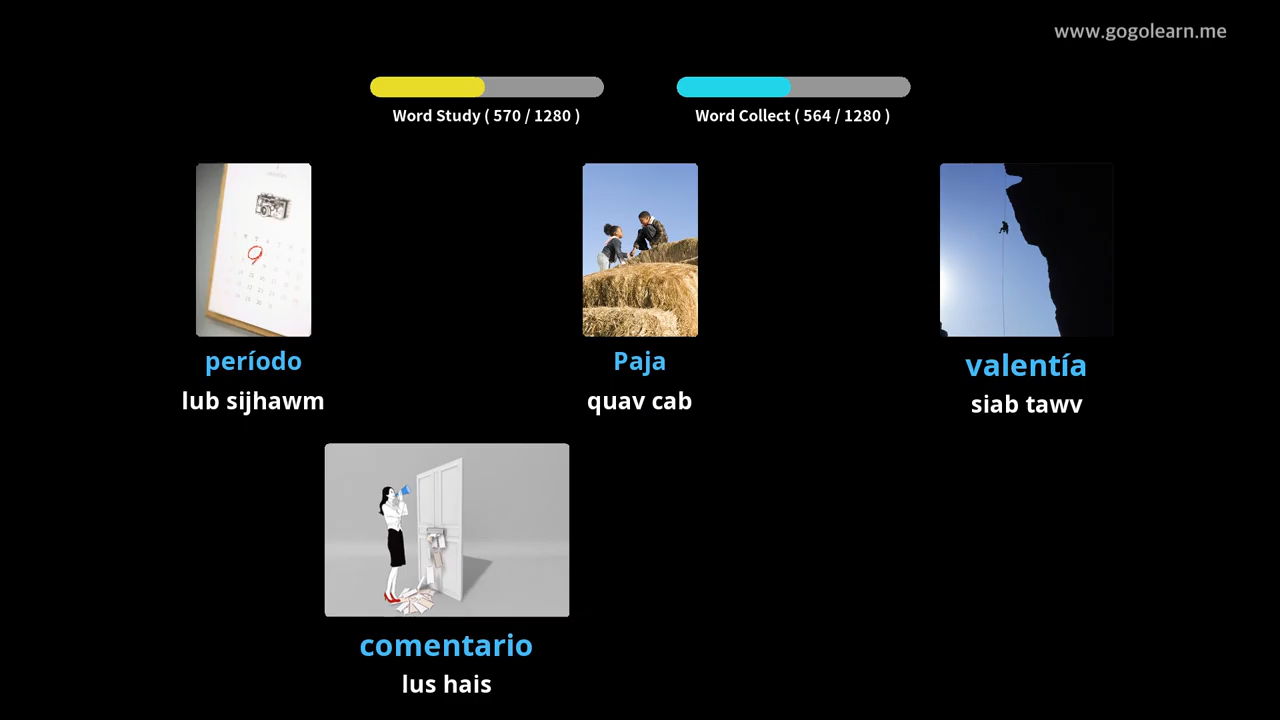 www.gogolearn.me
Word Study ( 570 / 1280 )
Word Collect ( 564 / 1280 )
período
Paja
valentía
lub sijhawm
quav cab
siab tawv
comentario
lus hais